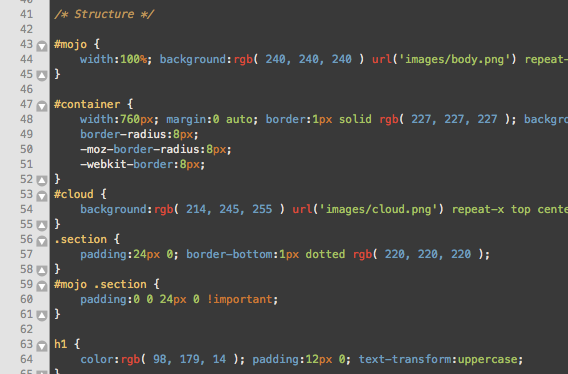 41 /* Structure */
42
43 #mojo {
44 width:100%; background:rgb( 240, 240, 240 ) url('images/body.png') repeat-
45 }
46
47 #container {
48 width:760px; margin:0 auto; border:1px solid rgb( 227, 227, 227 ); backgr
49 border-radius:8px;
50 -moz-border-radius:8px;
51 -webkit-border:8px;
52 }
53 #cloud {
54 background:rgb( 214, 245, 255 ) url('images/cloud.png') repeat-x top cente
55 }
56 .section {
57 padding:24px 0; border-bottom:1px dotted rgb( 220, 220, 220 );
58 }
59 #mojo .section {
60 padding:0 0 24px 0 !important;
61 }
62
63 h1 {
64 color:rgb( 98, 179, 14 ); padding:12px 0; text-transform:uppercase;
65 }